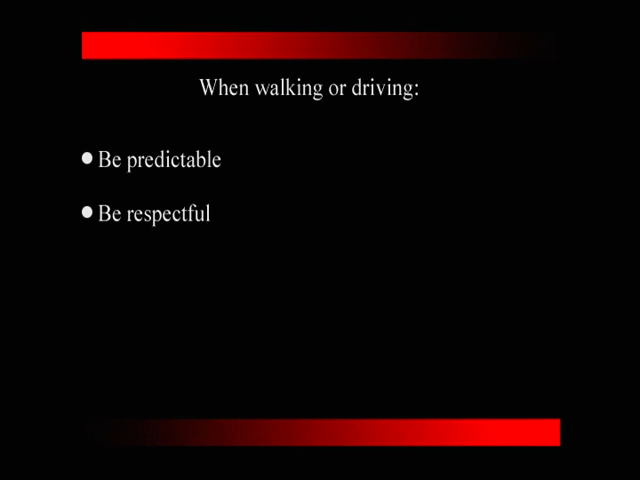 When walking or driving:
● Be predictable
● Be respectful